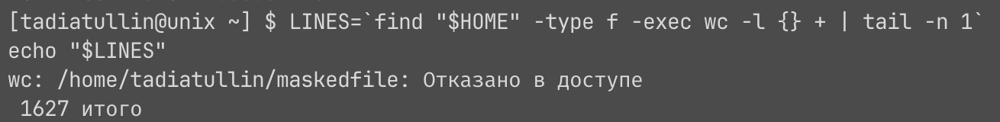 [tadiatullin@unix ~] $ LINES=`find "$HOME" -type f -exec wc -l {} + | tail -n 1`
echo "$LINES"
wc: /home/tadiatullin/maskedfile: Отказано в доступе
 1627 итого